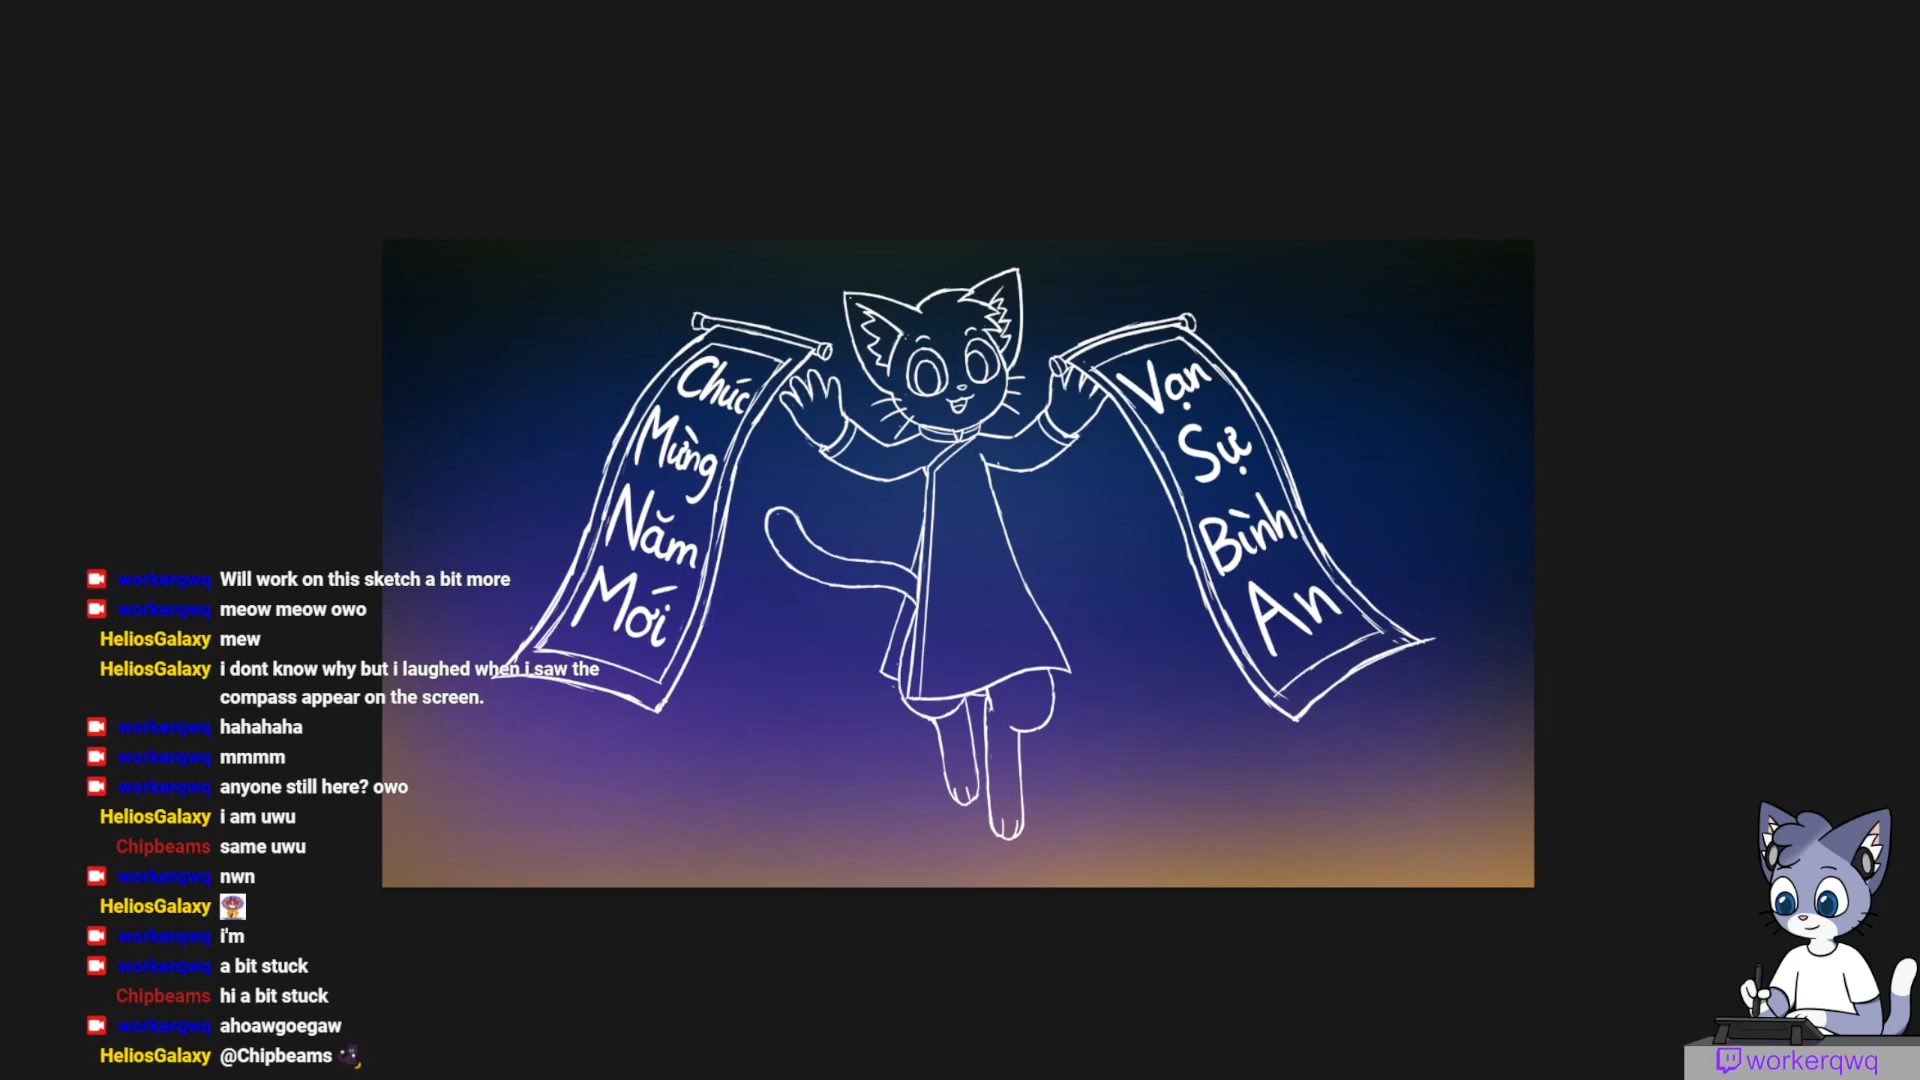 Chúc
Mừng
Năm
Mới
Vạn
Sự
Bình
An
workerqwq Will work on this sketch a bit more
workerqwq meow meow owo
HeliosGalaxy mew
HeliosGalaxy i dont know why but i laughed when i saw the
compass appear on the screen.
workerqwq hahahaha
workerqwq mmmm
workerqwq anyone still here? owo
HeliosGalaxy i am uwu
Chipbeams same uwu
workerqwq nwn
HeliosGalaxy
workerqwq i'm
workerqwq a bit stuck
Chipbeams hi a bit stuck
workerqwq ahoawgoegaw
HeliosGalaxy @Chipbeams
workerqwq